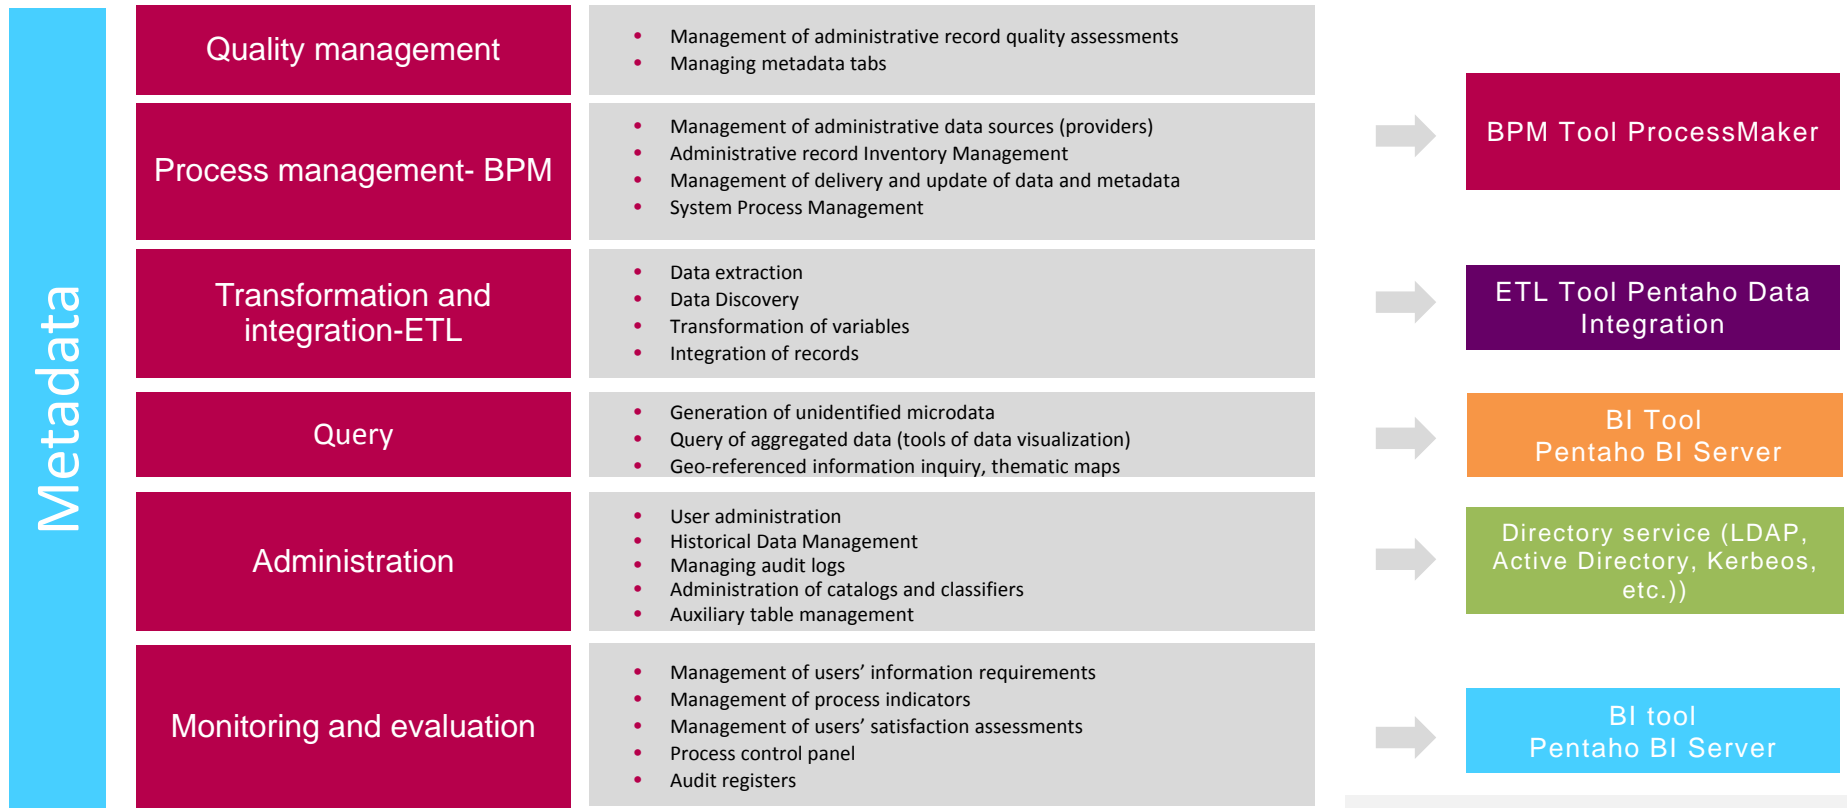 Metadata
Quality management
• Management of administrative record quality assessments
• Managing metadata tabs
Process management- BPM
• Management of administrative data sources (providers)
• Administrative record Inventory Management
• Management of delivery and update of data and metadata
• System Process Management
BPM Tool ProcessMaker
Transformation and
integration-ETL
• Data extraction
• Data Discovery
• Transformation of variables
• Integration of records
ETL Tool Pentaho Data
Integration
Query
• Generation of unidentified microdata
• Query of aggregated data (tools of data visualization)
• Geo-referenced information inquiry, thematic maps
BI Tool
Pentaho BI Server
Administration
• User administration
• Historical Data Management
• Managing audit logs
• Administration of catalogs and classifiers
• Auxiliary table management
Directory service (LDAP,
Active Directory, Kerbeos,
etc.))
Monitoring and evaluation
• Management of users’ information requirements
• Management of process indicators
• Management of users’ satisfaction assessments
• Process control panel
• Audit registers
BI tool
Pentaho BI Server